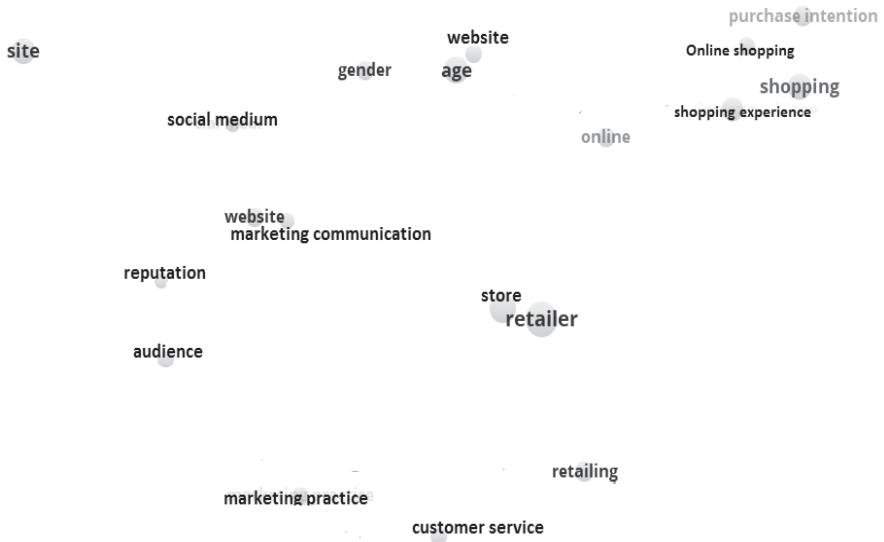 purchase intention
website
site
Online shopping
gender
age
shopping
shopping experience
social medium
online
website
marketing communication
reputation
store
retailer
audience
retailing
marketing practice
customer service